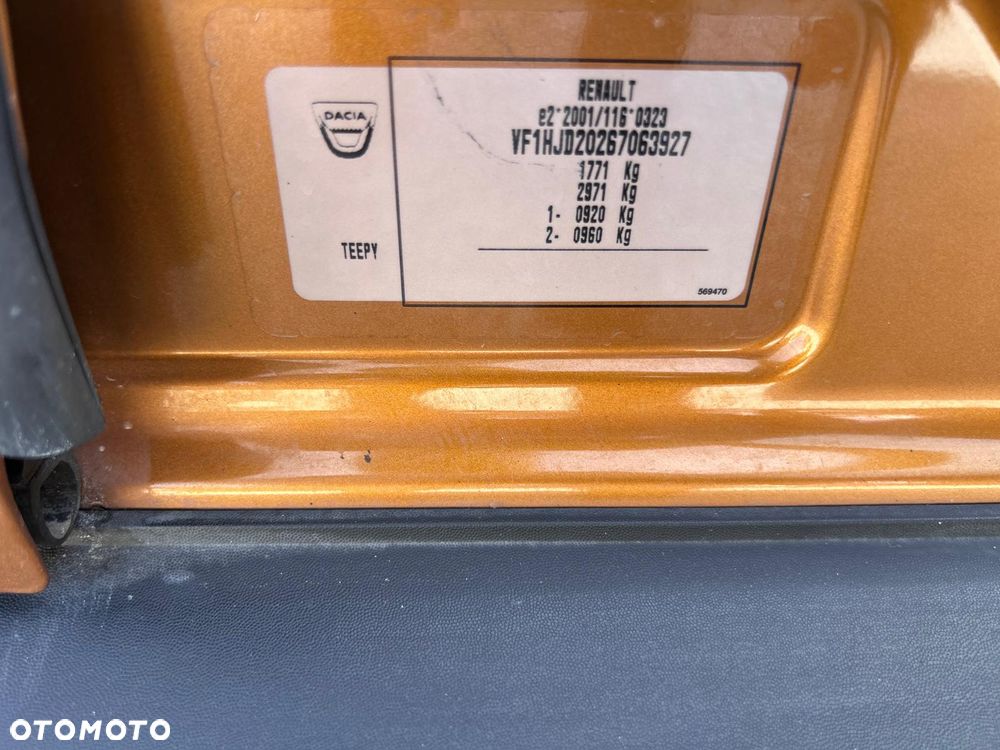 DACIA
RENAULT
e2*2001/116*0323
VF1HJD20267063927
1771 Kg
2971 Kg
1- 0920 Kg
2- 0960 Kg
TEEPY
569470
OTOMOTO